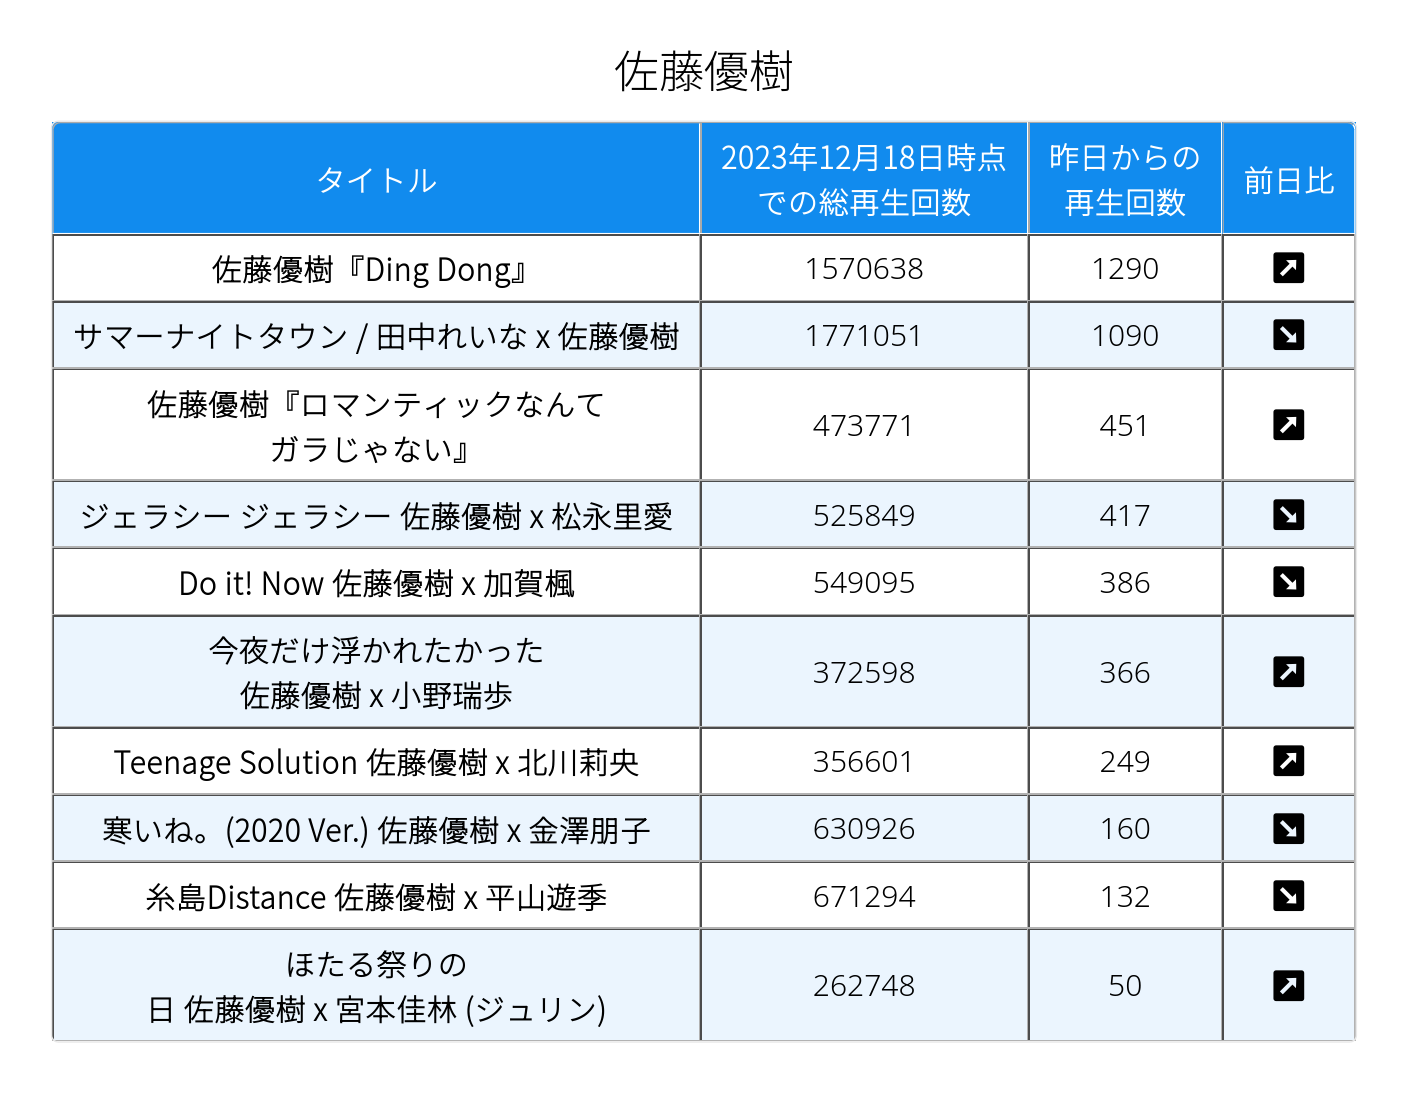 佐藤優樹
タイトル
2023年12月18日時点
での総再生回数
昨日からの
再生回数
前日比
佐藤優樹『Ding Dong』
1570638
1290
サマーナイトタウン / 田中れいな x 佐藤優樹
1771051
1090
佐藤優樹『ロマンティックなんて
ガラじゃない』
473771
451
ジェラシー ジェラシー 佐藤優樹 x 松永里愛
525849
417
Do it! Now 佐藤優樹 x 加賀楓
549095
386
今夜だけ浮かれたかった
佐藤優樹 x 小野瑞歩
372598
366
Teenage Solution 佐藤優樹 x 北川莉央
356601
249
寒いね。(2020 Ver.) 佐藤優樹 x 金澤朋子
630926
160
糸島Distance 佐藤優樹 x 平山遊季
671294
132
ほたる祭りの
日 佐藤優樹 x 宮本佳林 (ジュリン)
262748
50